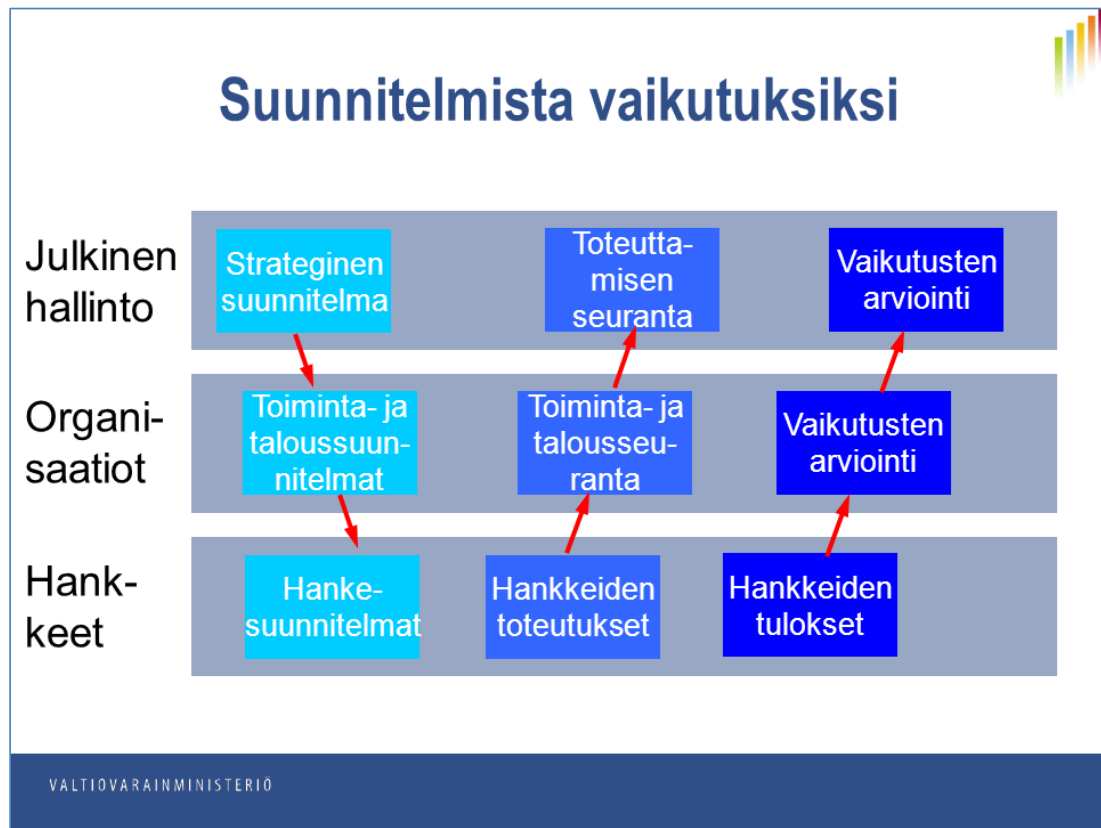 Suunnitelmista vaikutuksiksi
Julkinen
hallinto
Strateginen
suunnitelma
Toteutta-
misen
seuranta
Vaikutusten
arviointi
Organi-
saatiot
Toiminta- ja
taloussuun-
nitelmat
Toiminta- ja
talousseu-
ranta
Vaikutusten
arviointi
Hank-
keet
Hanke-
suunnitelmat
Hankkeiden
toteutukset
Hankkeiden
tulokset
VALTIOVARAINMINISTERIÖ